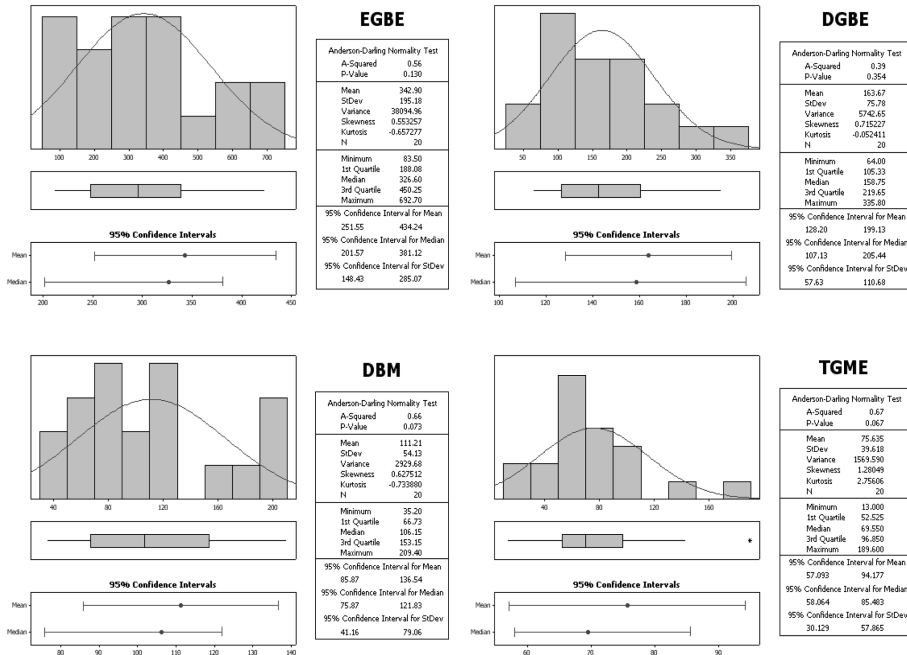 EGBE
Anderson-Darling Normality Test
A-Squared 0.56
P-Value 0.130
Mean 342.90
StDev 195.18
Variance 38094.96
Skewness 0.553257
Kurtosis -0.657277
N 20
Minimum 83.50
1st Quartile 188.08
Median 326.60
3rd Quartile 450.25
Maximum 692.70
95% Confidence Interval for Mean
251.55 434.24
95% Confidence Interval for Median
201.57 381.12
95% Confidence Interval for StDev
148.43 285.07
100 200 300 400 500 600 700
95% Confidence Intervals
Mean
Median
200 250 300 350 400 450
DGBE
Anderson-Darling Normality Test
A-Squared 0.39
P-Value 0.354
Mean 163.67
StDev 75.78
Variance 5742.65
Skewness 0.715227
Kurtosis -0.052411
N 20
Minimum 64.00
1st Quartile 105.33
Median 158.75
3rd Quartile 219.65
Maximum 335.80
95% Confidence Interval for Mean
128.20 199.13
95% Confidence Interval for Median
107.13 205.44
95% Confidence Interval for StDev
57.63 110.68
50 100 150 200 250 300 350
95% Confidence Intervals
Mean
Median
100 120 140 160 180 200
DBM
Anderson-Darling Normality Test
A-Squared 0.66
P-Value 0.073
Mean 111.21
StDev 54.13
Variance 2929.68
Skewness 0.627512
Kurtosis -0.733880
N 20
Minimum 35.20
1st Quartile 66.73
Median 106.15
3rd Quartile 153.15
Maximum 209.40
95% Confidence Interval for Mean
85.87 136.54
95% Confidence Interval for Median
75.87 121.83
95% Confidence Interval for StDev
41.16 79.06
40 80 120 160 200
95% Confidence Intervals
Mean
Median
80 90 100 110 120 130 140
TGME
Anderson-Darling Normality Test
A-Squared 0.67
P-Value 0.067
Mean 75.635
StDev 39.618
Variance 1569.590
Skewness 1.28049
Kurtosis 2.75606
N 20
Minimum 13.000
1st Quartile 52.525
Median 69.550
3rd Quartile 96.850
Maximum 189.600
95% Confidence Interval for Mean
57.093 94.177
95% Confidence Interval for Median
58.064 85.483
95% Confidence Interval for StDev
30.129 57.865
40 80 120 160
*
95% Confidence Intervals
Mean
Median
60 70 80 90